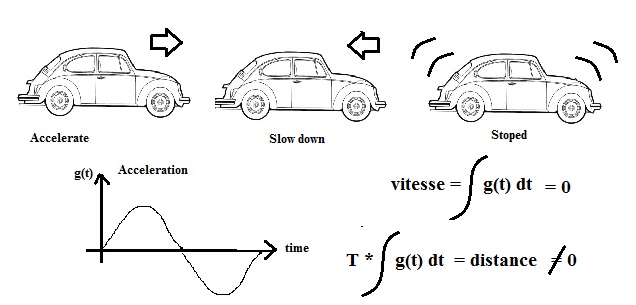 Accelerate
Slow down
Stoped
g(t)
Acceleration
time
vitesse = ∫ g(t) dt = 0
T * ∫ g(t) dt = distance ≠ 0